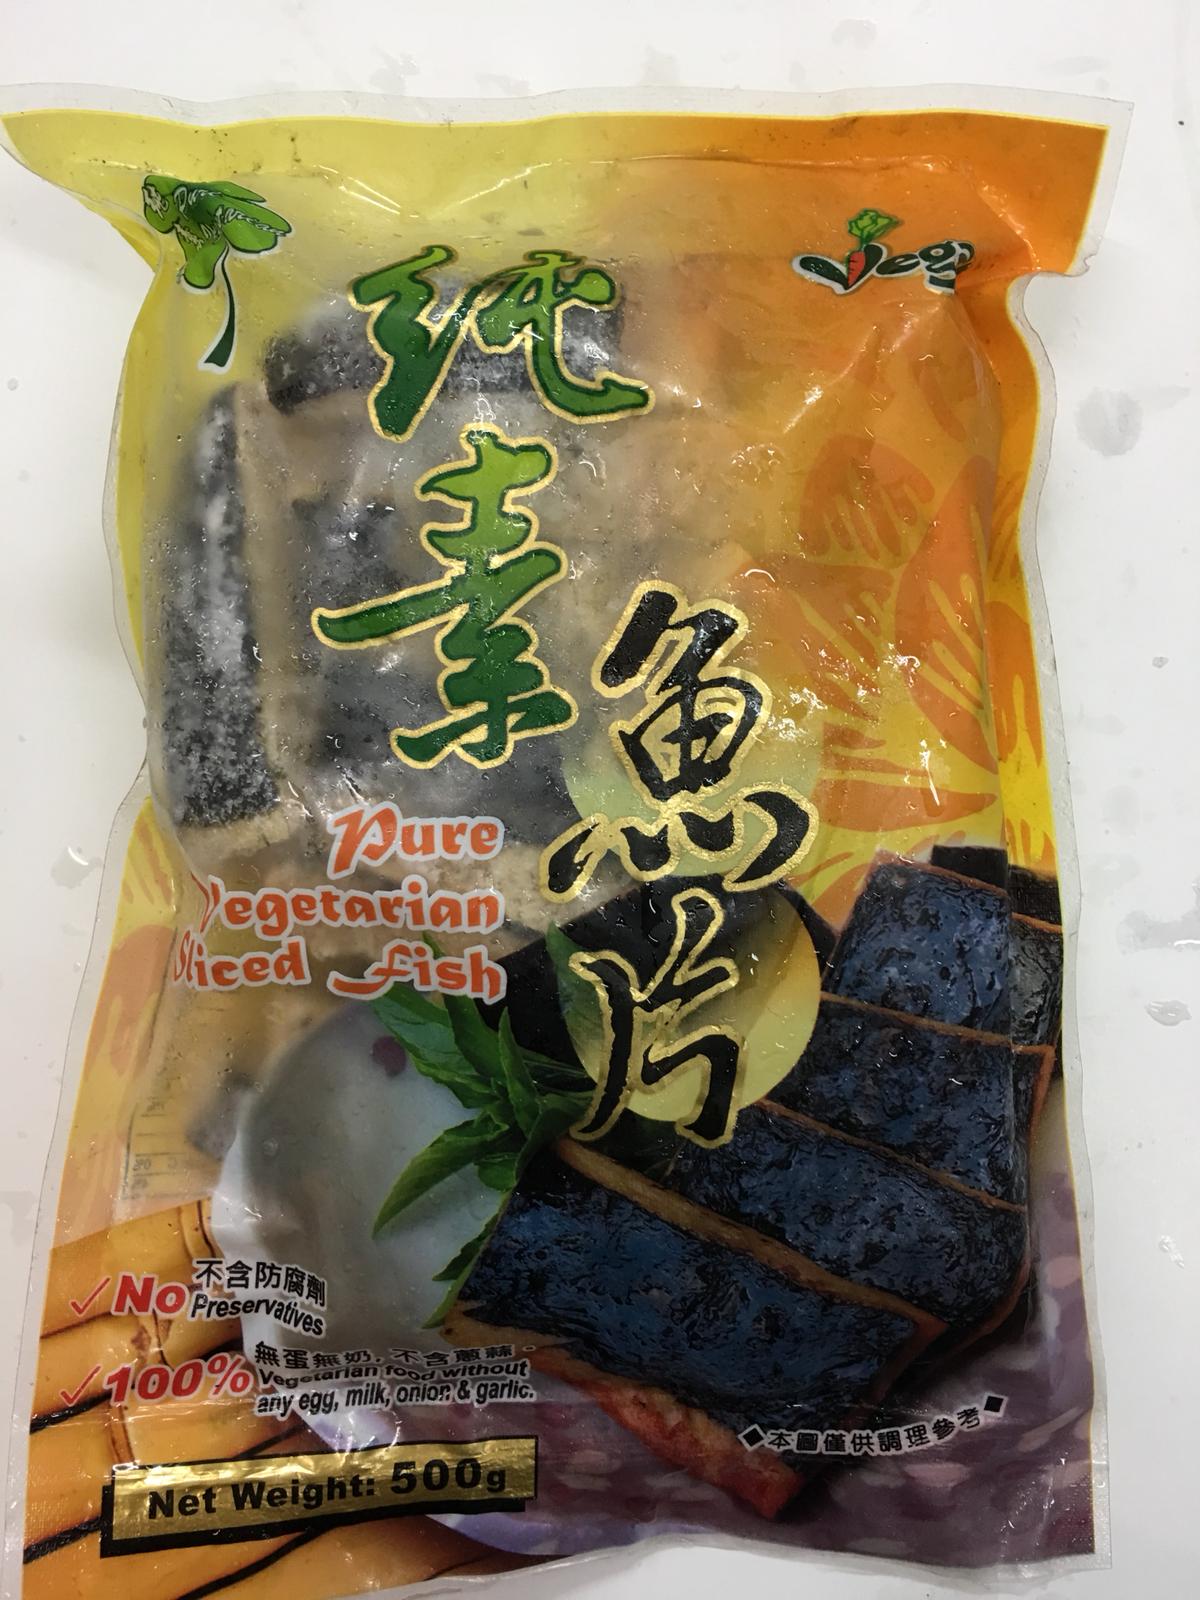 Vege
純
素
魚
片
Pure
Vegetarian
Sliced Fish
No 不含防腐劑
Preservatives
100% 無蛋無奶,不含蔥蒜。
Vegetarian food without
any egg, milk, onion & garlic.
◆本圖僅供調理參考◆
Net Weight: 500g